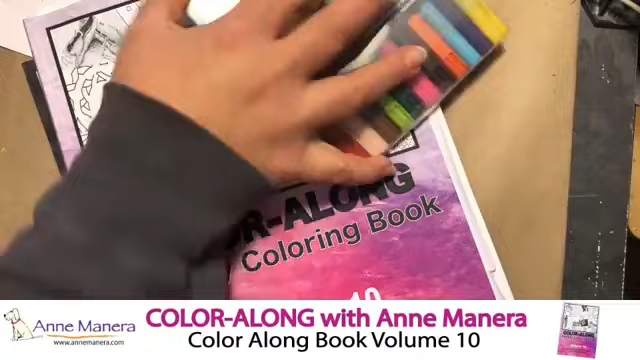 OR-ALONG
Coloring Book
10
Anne Manera
www.annemanera.com
COLOR-ALONG with Anne Manera
Color Along Book Volume 10